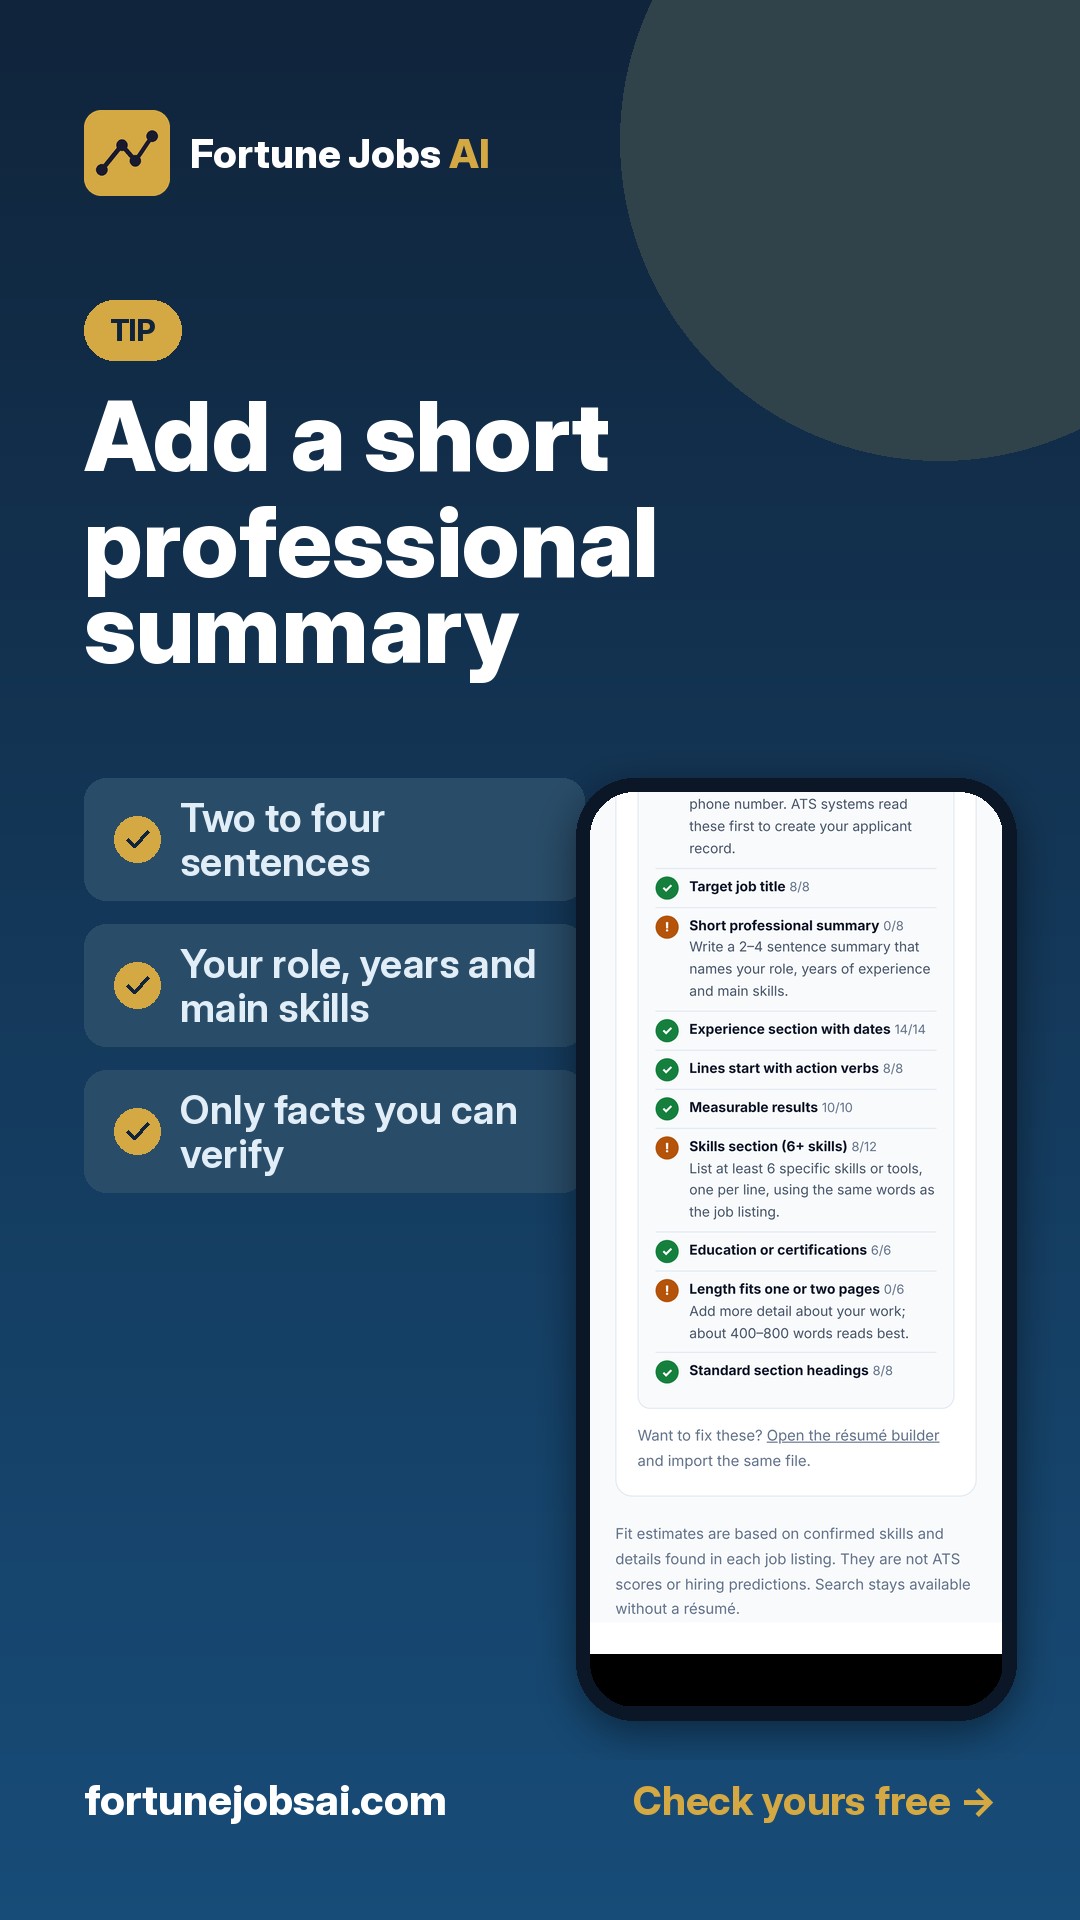 Fortune Jobs AI
TIP
Add a short
professional
summary
Two to four
sentences
Your role, years and
main skills
Only facts you can
verify
phone number. ATS systems read
these first to create your applicant
record.
Target job title 8/8
Short professional summary 0/8
Write a 2–4 sentence summary that
names your role, years of experience
and main skills.
Experience section with dates 14/14
Lines start with action verbs 8/8
Measurable results 10/10
Skills section (6+ skills) 8/12
List at least 6 specific skills or tools,
one per line, using the same words as
the job listing.
Education or certifications 6/6
Length fits one or two pages 0/6
Add more detail about your work;
about 400–800 words reads best.
Standard section headings 8/8
Want to fix these? Open the résumé builder
and import the same file.
Fit estimates are based on confirmed skills and
details found in each job listing. They are not ATS
scores or hiring predictions. Search stays available
without a résumé.
fortunejobsai.com
Check yours free →